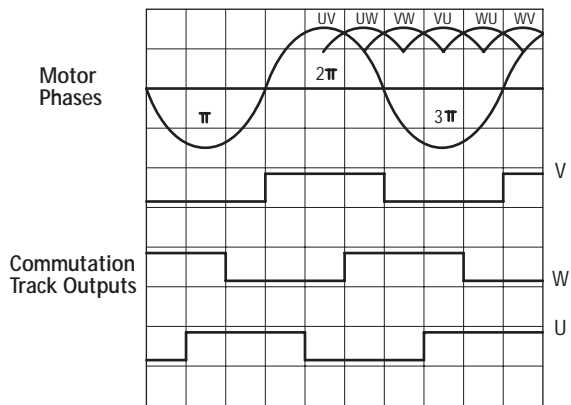 UV UW VW VU WU WV
Motor
Phases
2π
π
3π
V
Commutation
Track Outputs
W
U